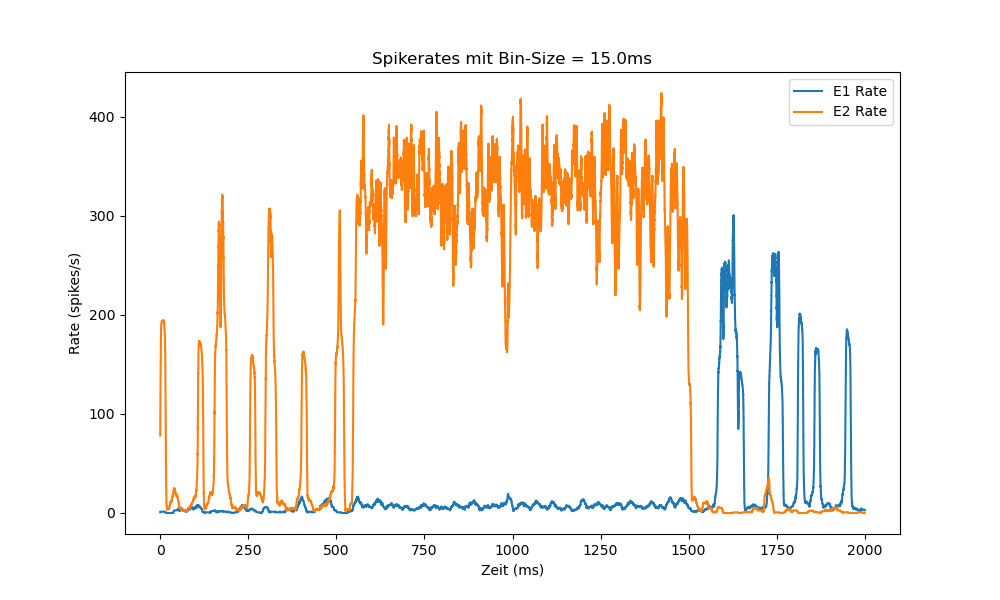 Spikerates mit Bin-Size = 15.0ms
E1 Rate
E2 Rate
400
300
200
100
0
Rate (spikes/s)
0 250 500 750 1000 1250 1500 1750 2000
Zeit (ms)